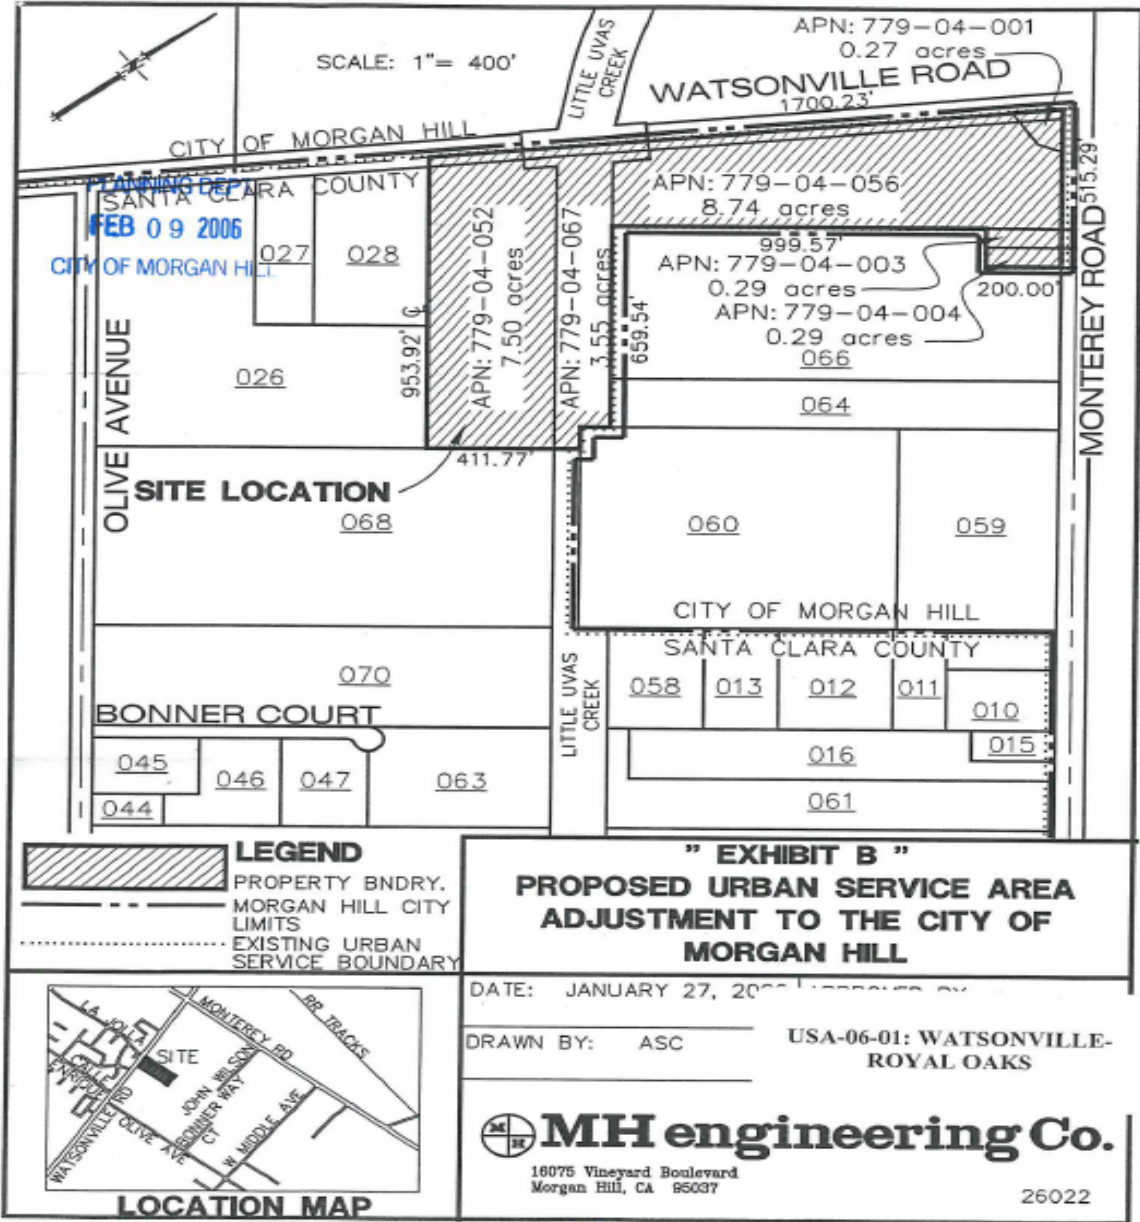 SCALE: 1"= 400'
LITTLE UVAS
CREEK
APN: 779-04-001
0.27 acres
WATSONVILLE ROAD
1700.23'
CITY OF MORGAN HILL
SANTA CLARA COUNTY
PLANNING DEPT
FEB 09 2006
CITY OF MORGAN HILL
027
028
026
OLIVE AVENUE
953.92' ℄
APN: 779-04-052
7.50 acres
APN: 779-04-067
3.55 acres
659.54'
APN: 779-04-056
8.74 acres
999.57'
APN: 779-04-003
0.29 acres
APN: 779-04-004
0.29 acres
200.00'
515.29
MONTEREY ROAD
066
064
411.77'
SITE LOCATION
068
060
059
CITY OF MORGAN HILL
SANTA CLARA COUNTY
070
LITTLE UVAS
CREEK
058
013
012
011
010
015
016
061
BONNER COURT
045
046
047
063
044
LEGEND
PROPERTY BNDRY.
MORGAN HILL CITY
LIMITS
EXISTING URBAN
SERVICE BOUNDARY
" EXHIBIT B "
PROPOSED URBAN SERVICE AREA
ADJUSTMENT TO THE CITY OF
MORGAN HILL
DATE: JANUARY 27,
DRAWN BY: ASC
USA-06-01: WATSONVILLE-
ROYAL OAKS
MH engineering Co.
16075 Vineyard Boulevard
Morgan Hill, CA 95037
26022
LA JOLLA
MONTEREY RD
RR TRACKS
SITE
CALLE
ENRIQUE
JOHN WILSON
WAY
BONNER
CT
W MIDDLE AVE
OLIVE AVE
WATSONVILLE RD
LOCATION MAP